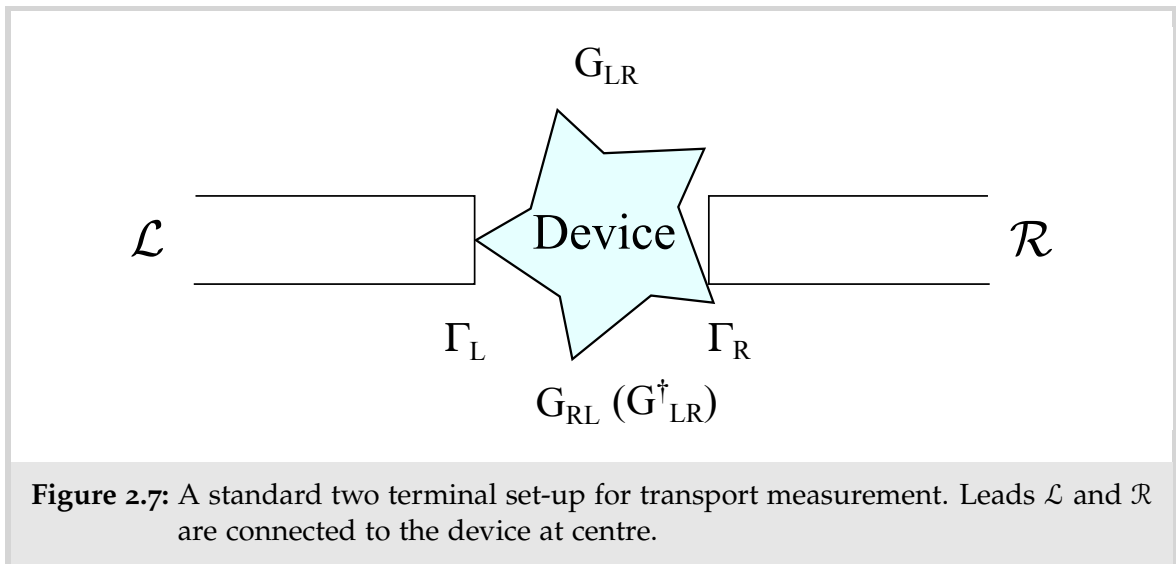 G_LR
ℒ Device ℛ
Γ_L Γ_R
G_RL (G†_LR)
Figure 2.7: A standard two terminal set-up for transport measurement. Leads ℒ and ℛ
are connected to the device at centre.